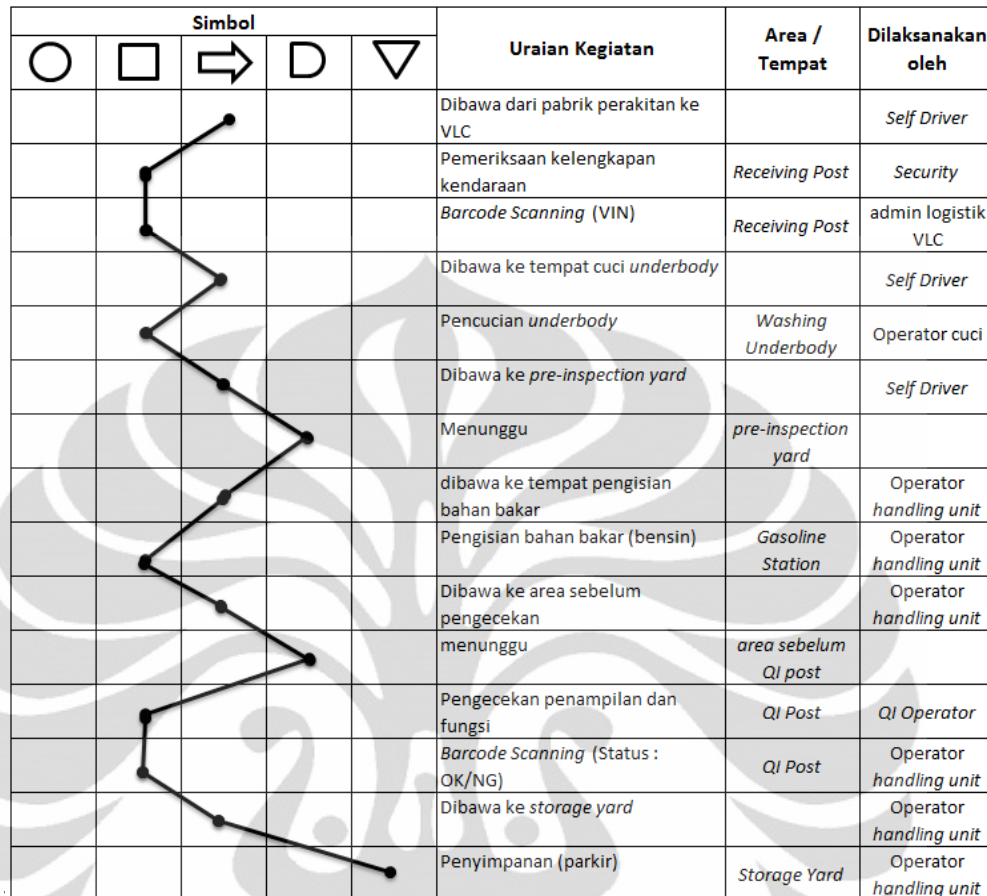 Simbol
Uraian Kegiatan
Area /
Tempat
Dilaksanakan
oleh
Dibawa dari pabrik perakitan ke
VLC
Self Driver
Pemeriksaan kelengkapan
kendaraan
Receiving Post
Security
Barcode Scanning (VIN)
Receiving Post
admin logistik
VLC
Dibawa ke tempat cuci underbody
Self Driver
Pencucian underbody
Washing
Underbody
Operator cuci
Dibawa ke pre-inspection yard
Self Driver
Menunggu
pre-inspection
yard
dibawa ke tempat pengisian
bahan bakar
Operator
handling unit
Pengisian bahan bakar (bensin)
Gasoline
Station
Operator
handling unit
Dibawa ke area sebelum
pengecekan
Operator
handling unit
menunggu
area sebelum
QI post
Pengecekan penampilan dan
fungsi
QI Post
QI Operator
Barcode Scanning (Status :
OK/NG)
QI Post
Operator
handling unit
Dibawa ke storage yard
Operator
handling unit
Penyimpanan (parkir)
Storage Yard
Operator
handling unit